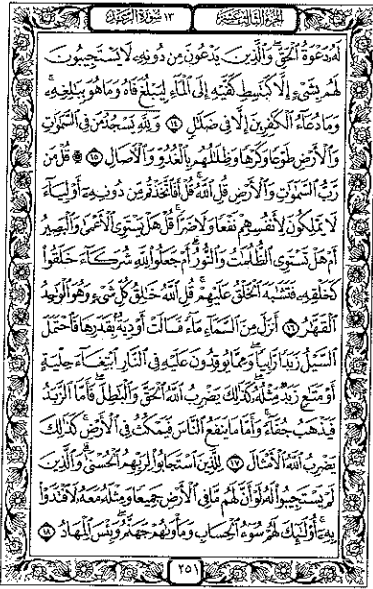 الجزء الثالث عشر ١٣ سورة الرعد
لَهُۥ دَعْوَةُ ٱلْحَقِّ وَٱلَّذِينَ يَدْعُونَ مِن دُونِهِۦ لَا يَسْتَجِيبُونَ
لَهُم بِشَىْءٍ إِلَّا كَبَٰسِطِ كَفَّيْهِ إِلَى ٱلْمَآءِ لِيَبْلُغَ فَاهُ وَمَا هُوَ بِبَٰلِغِهِۦ
وَمَا دُعَآءُ ٱلْكَٰفِرِينَ إِلَّا فِى ضَلَٰلٍ ١٤ وَلِلَّهِ يَسْجُدُ مَن فِى ٱلسَّمَٰوَٰتِ
وَٱلْأَرْضِ طَوْعًا وَكَرْهًا وَظِلَٰلُهُم بِٱلْغُدُوِّ وَٱلْءَاصَالِ ١٥ ۞ قُلْ مَن
رَّبُّ ٱلسَّمَٰوَٰتِ وَٱلْأَرْضِ قُلِ ٱللَّهُ قُلْ أَفَٱتَّخَذْتُم مِّن دُونِهِۦٓ أَوْلِيَآءَ
لَا يَمْلِكُونَ لِأَنفُسِهِمْ نَفْعًا وَلَا ضَرًّا قُلْ هَلْ يَسْتَوِى ٱلْأَعْمَىٰ وَٱلْبَصِيرُ
أَمْ هَلْ تَسْتَوِى ٱلظُّلُمَٰتُ وَٱلنُّورُ أَمْ جَعَلُوا۟ لِلَّهِ شُرَكَآءَ خَلَقُوا۟
كَخَلْقِهِۦ فَتَشَٰبَهَ ٱلْخَلْقُ عَلَيْهِمْ قُلِ ٱللَّهُ خَٰلِقُ كُلِّ شَىْءٍ وَهُوَ ٱلْوَٰحِدُ
ٱلْقَهَّٰرُ ١٦ أَنزَلَ مِنَ ٱلسَّمَآءِ مَآءً فَسَالَتْ أَوْدِيَةٌۢ بِقَدَرِهَا فَٱحْتَمَلَ
ٱلسَّيْلُ زَبَدًا رَّابِيًا وَمِمَّا يُوقِدُونَ عَلَيْهِ فِى ٱلنَّارِ ٱبْتِغَآءَ حِلْيَةٍ
أَوْ مَتَٰعٍ زَبَدٌ مِّثْلُهُۥ كَذَٰلِكَ يَضْرِبُ ٱللَّهُ ٱلْحَقَّ وَٱلْبَٰطِلَ فَأَمَّا ٱلزَّبَدُ
فَيَذْهَبُ جُفَآءً وَأَمَّا مَا يَنفَعُ ٱلنَّاسَ فَيَمْكُثُ فِى ٱلْأَرْضِ كَذَٰلِكَ
يَضْرِبُ ٱللَّهُ ٱلْأَمْثَالَ ١٧ لِلَّذِينَ ٱسْتَجَابُوا۟ لِرَبِّهِمُ ٱلْحُسْنَىٰ وَٱلَّذِينَ
لَمْ يَسْتَجِيبُوا۟ لَهُۥ لَوْ أَنَّ لَهُم مَّا فِى ٱلْأَرْضِ جَمِيعًا وَمِثْلَهُۥ مَعَهُۥ لَٱفْتَدَوْا۟
بِهِۦٓ أُو۟لَٰٓئِكَ لَهُمْ سُوٓءُ ٱلْحِسَابِ وَمَأْوَىٰهُمْ جَهَنَّمُ وَبِئْسَ ٱلْمِهَادُ ١٨
٢٥١